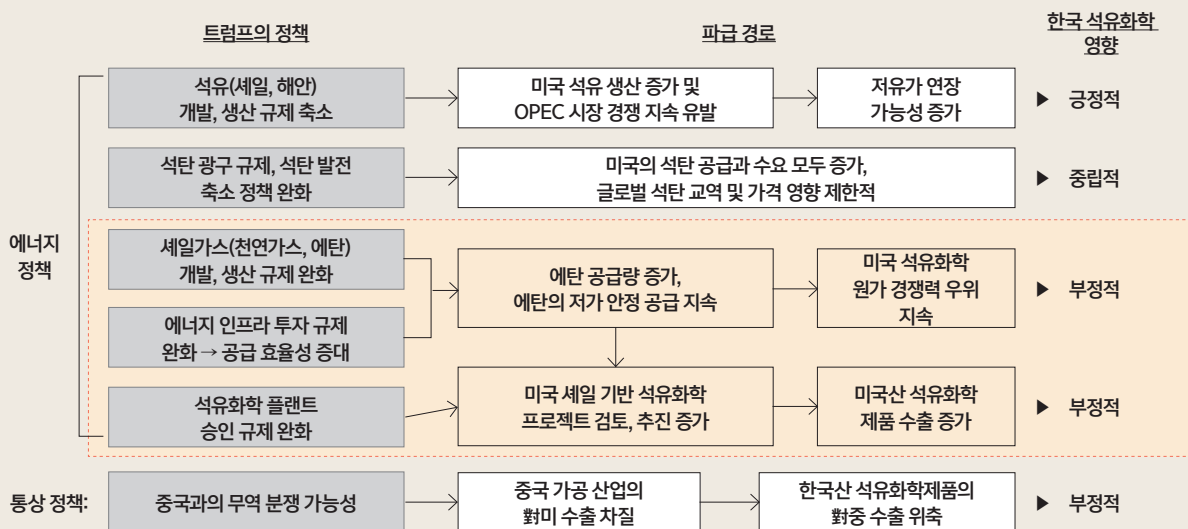 트럼프의 정책
파급 경로
한국 석유화학
영향
석유(셰일, 해안)
개발, 생산 규제 축소
미국 석유 생산 증가 및
OPEC 시장 경쟁 지속 유발
저유가 연장
가능성 증가
▶ 긍정적
석탄 광구 규제, 석탄 발전
축소 정책 완화
미국의 석탄 공급과 수요 모두 증가,
글로벌 석탄 교역 및 가격 영향 제한적
▶ 중립적
에너지
정책
셰일가스(천연가스, 에탄)
개발, 생산 규제 완화
에너지 인프라 투자 규제
완화 → 공급 효율성 증대
에탄 공급량 증가,
에탄의 저가 안정 공급 지속
미국 석유화학
원가 경쟁력 우위
지속
▶ 부정적
석유화학 플랜트
승인 규제 완화
미국 셰일 기반 석유화학
프로젝트 검토, 추진 증가
미국산 석유화학
제품 수출 증가
▶ 부정적
통상 정책:
중국과의 무역 분쟁 가능성
중국 가공 산업의
對미 수출 차질
한국산 석유화학제품의
對중 수출 위축
▶ 부정적